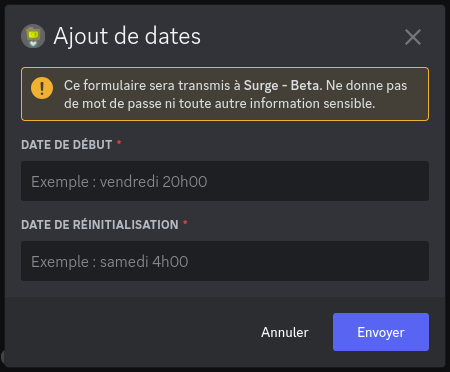 Ajout de dates
Ce formulaire sera transmis à Surge - Beta. Ne donne pas
de mot de passe ni toute autre information sensible.
DATE DE DÉBUT *
Exemple : vendredi 20h00
DATE DE RÉINITIALISATION *
Exemple : samedi 4h00
Annuler
Envoyer